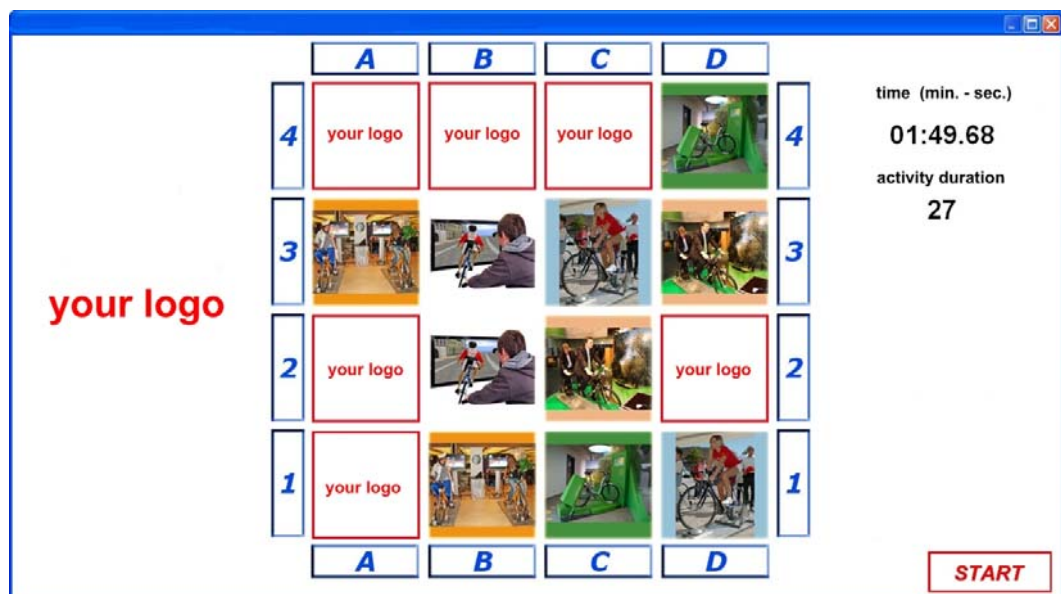 A B C D
time (min. - sec.)
4 your logo your logo your logo 4
01:49.68
activity duration
27
3 3
your logo
2 your logo your logo 2
1 your logo 1
A B C D
START